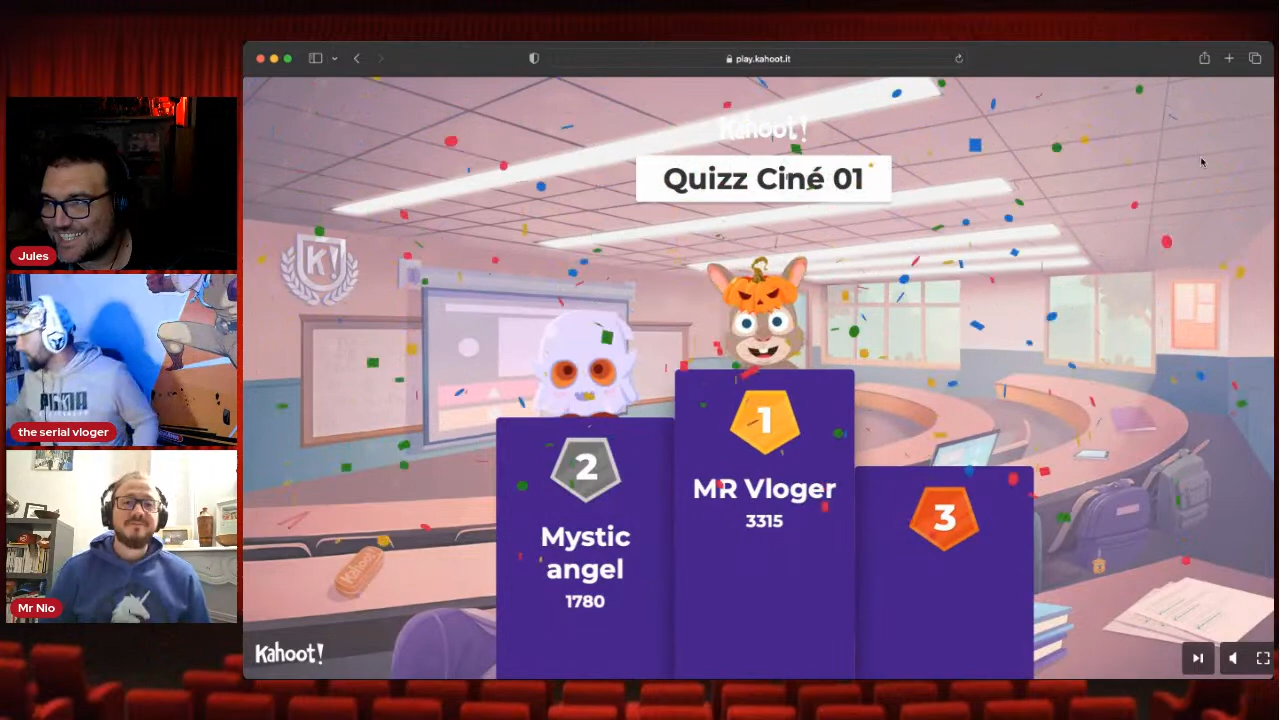 play.kahoot.it
Kahoot!
Quizz Ciné 01
K!
Jules
the serial vloger
PUMA
Mr Nio
1
MR Vloger
3315
2
Mystic
angel
1780
3
Kahoot!
Kahoot!